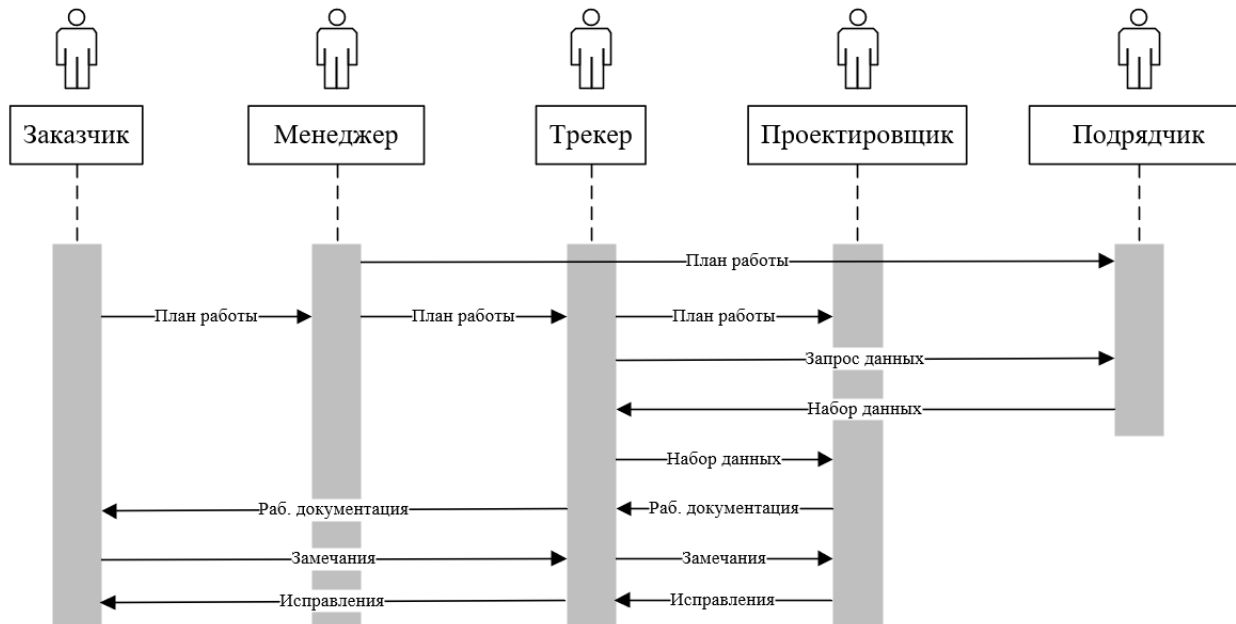 Заказчик
Менеджер
Трекер
Проектировщик
Подрядчик
План работы
План работы
План работы
План работы
Запрос данных
Набор данных
Набор данных
Раб. документация
Раб. документация
Замечания
Замечания
Исправления
Исправления